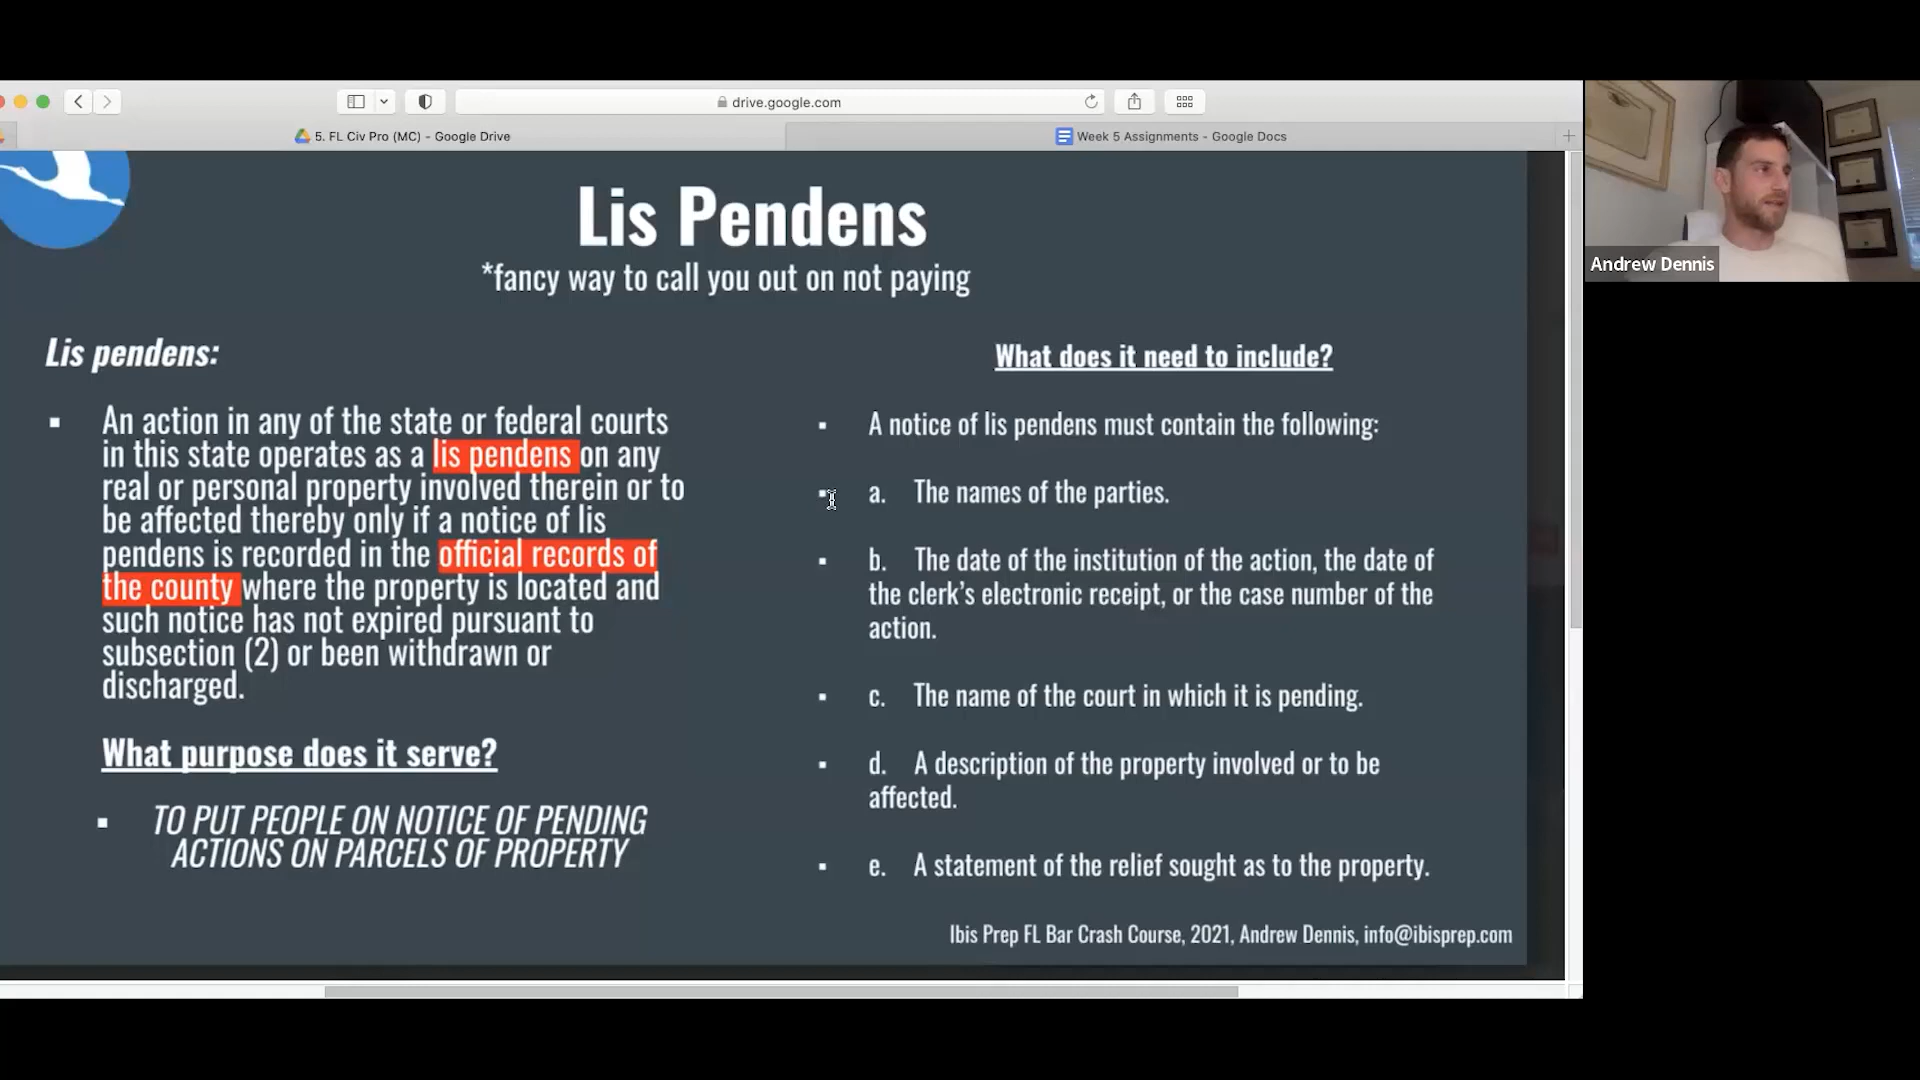 drive.google.com
5. FL Civ Pro (MC) - Google Drive
Week 5 Assignments - Google Docs
Andrew Dennis
Lis Pendens
*fancy way to call you out on not paying
Lis pendens:
▪ An action in any of the state or federal courts
in this state operates as a lis pendens on any
real or personal property involved therein or to
be affected thereby only if a notice of lis
pendens is recorded in the official records of
the county where the property is located and
such notice has not expired pursuant to
subsection (2) or been withdrawn or
discharged.
What purpose does it serve?
▪ TO PUT PEOPLE ON NOTICE OF PENDING
ACTIONS ON PARCELS OF PROPERTY
What does it need to include?
▪ A notice of lis pendens must contain the following:
▪ a. The names of the parties.
▪ b. The date of the institution of the action, the date of
the clerk’s electronic receipt, or the case number of the
action.
▪ c. The name of the court in which it is pending.
▪ d. A description of the property involved or to be
affected.
▪ e. A statement of the relief sought as to the property.
Ibis Prep FL Bar Crash Course, 2021, Andrew Dennis, info@ibisprep.com